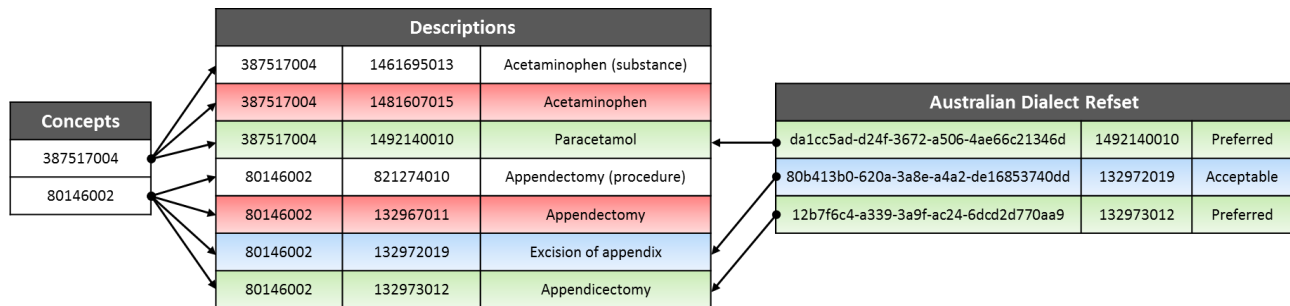 Concepts
387517004
80146002
Descriptions
387517004 1461695013 Acetaminophen (substance)
387517004 1481607015 Acetaminophen
387517004 1492140010 Paracetamol
80146002 821274010 Appendectomy (procedure)
80146002 132967011 Appendectomy
80146002 132972019 Excision of appendix
80146002 132973012 Appendicectomy
Australian Dialect Refset
da1cc5ad-d24f-3672-a506-4ae66c21346d 1492140010 Preferred
80b413b0-620a-3a8e-a4a2-de16853740dd 132972019 Acceptable
12b7f6c4-a339-3a9f-ac24-6dcd2d770aa9 132973012 Preferred